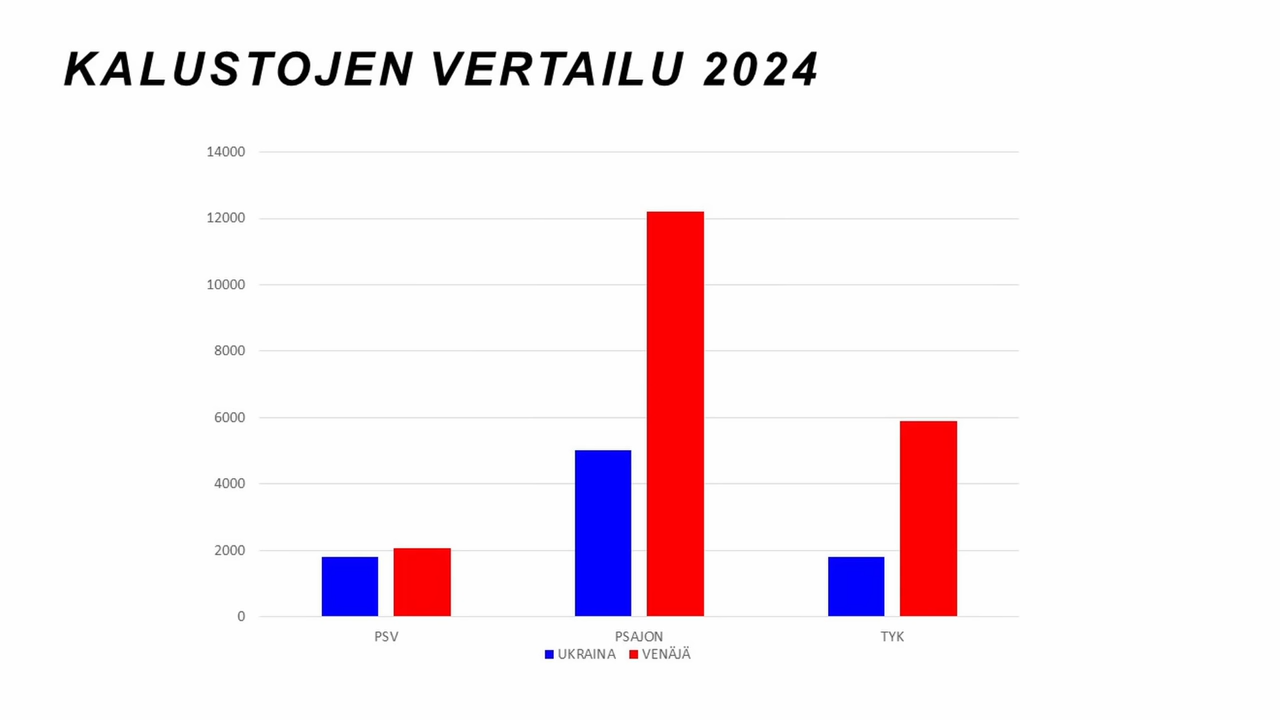 KALUSTOJEN VERTAILU 2024
14000
12000
10000
8000
6000
4000
2000
0
PSV PSAJON TYK
UKRAINA VENÄJÄ